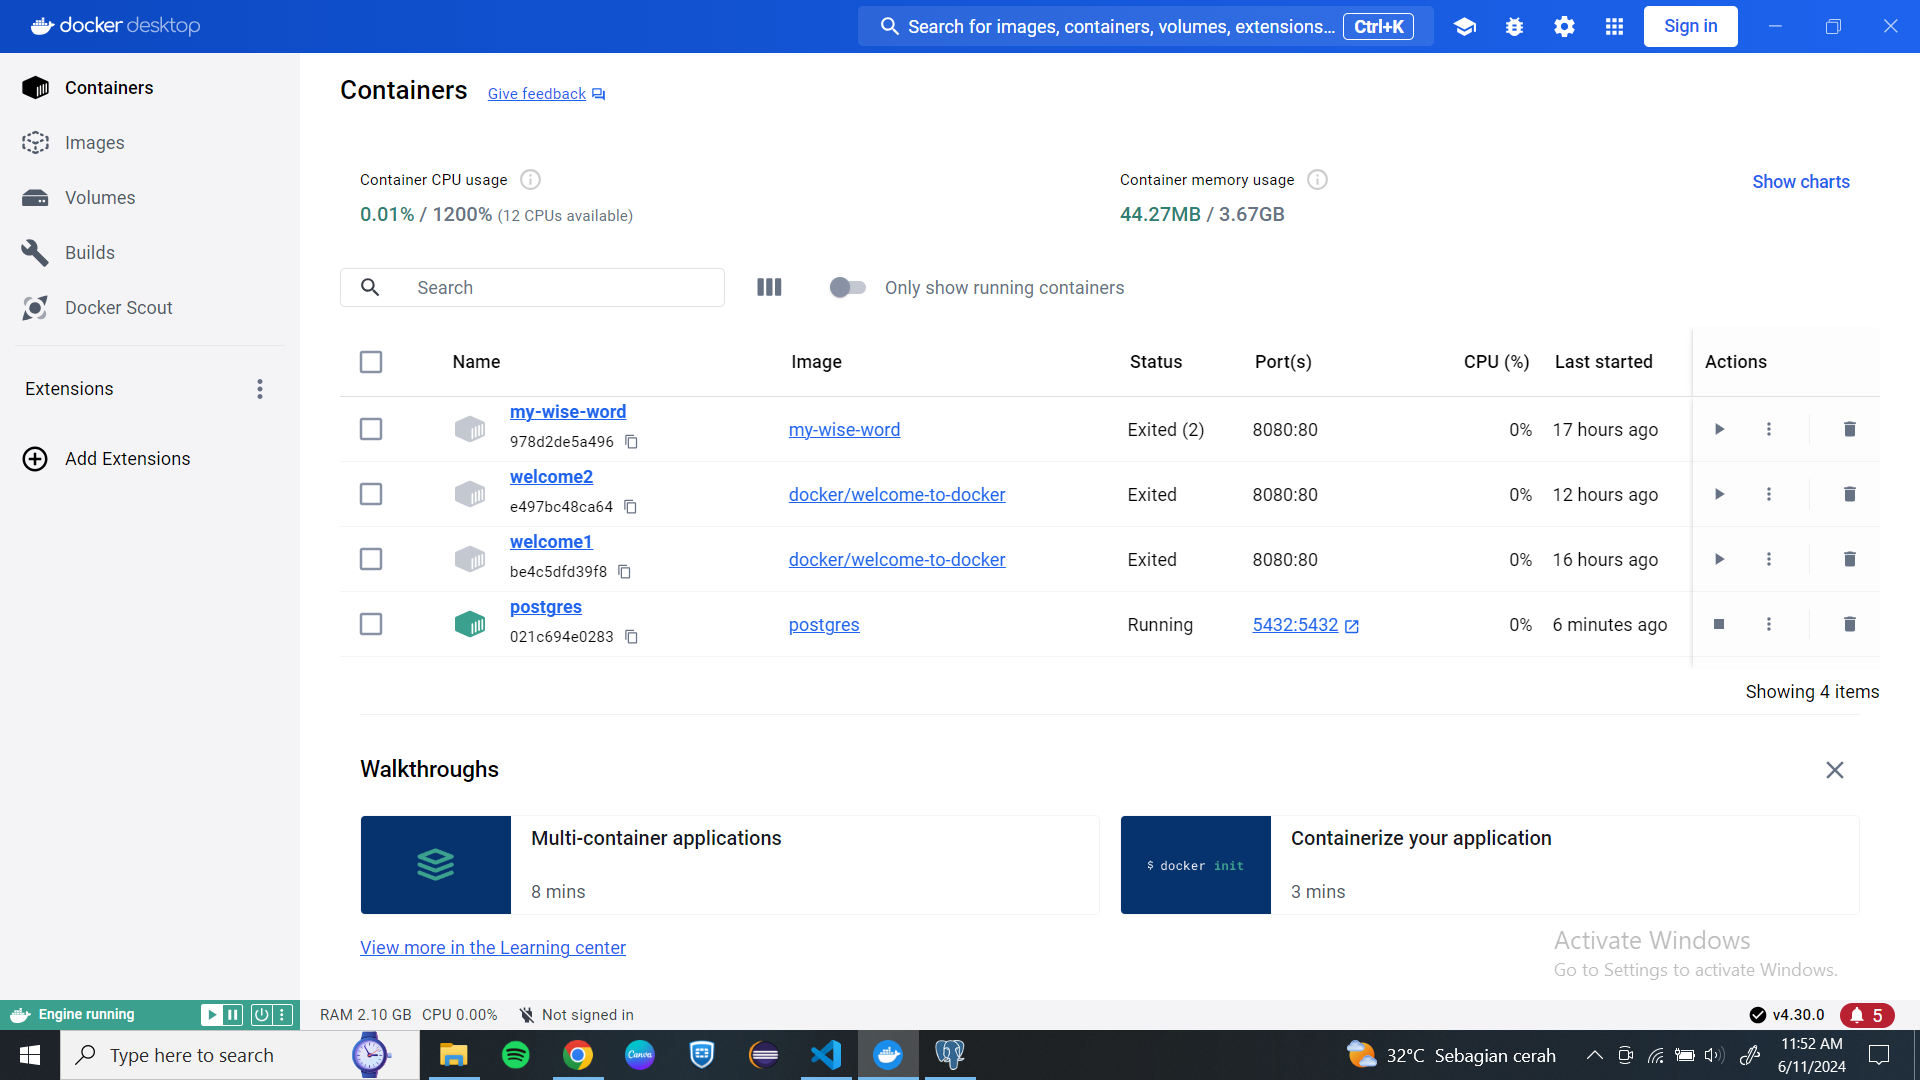 docker desktop
Search for images, containers, volumes, extensions... Ctrl+K
Sign in
Containers
Images
Volumes
Builds
Docker Scout
Extensions
Add Extensions
Containers Give feedback
Container CPU usage
0.01% / 1200% (12 CPUs available)
Container memory usage
44.27MB / 3.67GB
Show charts
Search
Only show running containers
Name Image Status Port(s) CPU (%) Last started Actions
my-wise-word
978d2de5a496
my-wise-word Exited (2) 8080:80 0% 17 hours ago
welcome2
e497bc48ca64
docker/welcome-to-docker Exited 8080:80 0% 12 hours ago
welcome1
be4c5dfd39f8
docker/welcome-to-docker Exited 8080:80 0% 16 hours ago
postgres
021c694e0283
postgres Running 5432:5432 0% 6 minutes ago
Showing 4 items
Walkthroughs
Multi-container applications
8 mins
$ docker init
Containerize your application
3 mins
View more in the Learning center
Activate Windows
Go to Settings to activate Windows.
Engine running
RAM 2.10 GB CPU 0.00% Not signed in
v4.30.0
5
Type here to search
Canva
32°C Sebagian cerah
11:52 AM
6/11/2024